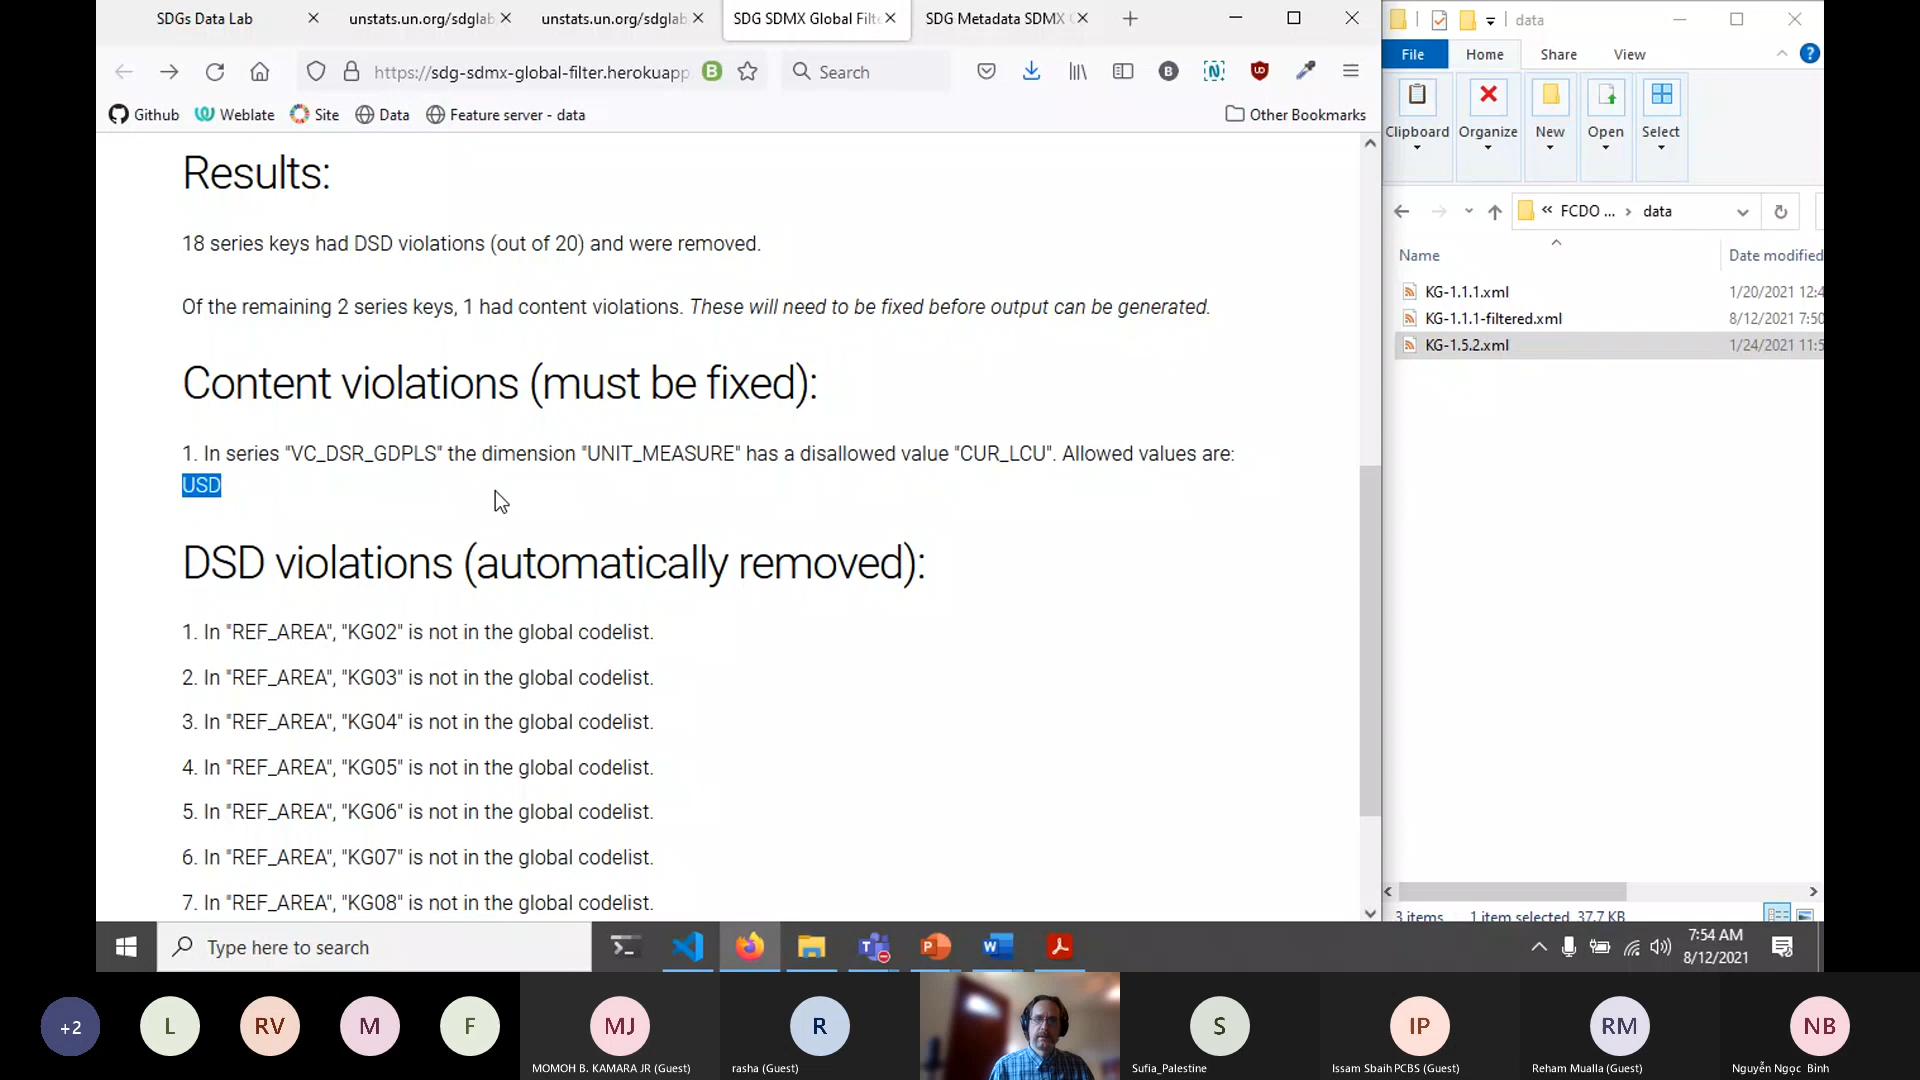 SDGs Data Lab
unstats.un.org/sdglab
unstats.un.org/sdglab
SDG SDMX Global Filte
SDG Metadata SDMX
https://sdg-sdmx-global-filter.herokuapp
B
Search
B
N
Github
Weblate
Site
Data
Feature server - data
Other Bookmarks
Results:
18 series keys had DSD violations (out of 20) and were removed.
Of the remaining 2 series keys, 1 had content violations. These will need to be fixed before output can be generated.
Content violations (must be fixed):
1. In series "VC_DSR_GDPLS" the dimension "UNIT_MEASURE" has a disallowed value "CUR_LCU". Allowed values are:
USD
DSD violations (automatically removed):
1. In "REF_AREA", "KG02" is not in the global codelist.
2. In "REF_AREA", "KG03" is not in the global codelist.
3. In "REF_AREA", "KG04" is not in the global codelist.
4. In "REF_AREA", "KG05" is not in the global codelist.
5. In "REF_AREA", "KG06" is not in the global codelist.
6. In "REF_AREA", "KG07" is not in the global codelist.
7. In "REF_AREA", "KG08" is not in the global codelist.
data
File
Home
Share
View
Clipboard
Organize
New
Open
Select
« FCDO ... › data
Name
Date modified
KG-1.1.1.xml
1/20/2021 12:4
KG-1.1.1-filtered.xml
8/12/2021 7:50
KG-1.5.2.xml
1/24/2021 11:5
3 items
1 item selected 37.7 KB
Type here to search
7:54 AM
8/12/2021
+2
L
RV
M
F
MJ
MOMOH B. KAMARA JR (Guest)
R
rasha (Guest)
S
Sufia_Palestine
IP
Issam Sbaih PCBS (Guest)
RM
Reham Mualla (Guest)
NB
Nguyễn Ngọc Bình